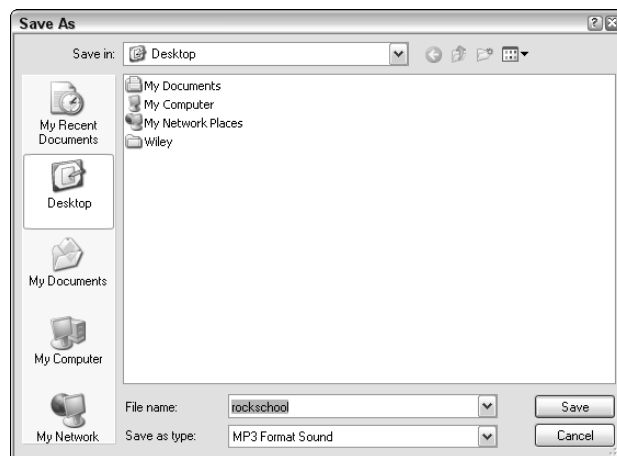 Save As
Save in:
Desktop
My Recent
Documents
Desktop
My Documents
My Computer
My Network
My Documents
My Computer
My Network Places
Wiley
File name:
rockschool
Save
Save as type:
MP3 Format Sound
Cancel